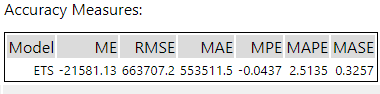 Accuracy Measures:
Model ME RMSE MAE MPE MAPE MASE
ETS -21581.13 663707.2 553511.5 -0.0437 2.5135 0.3257